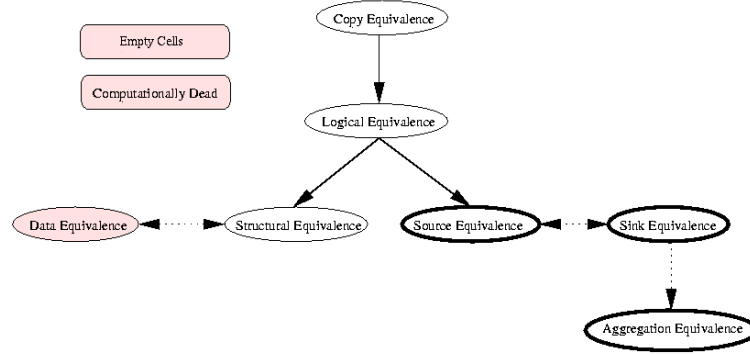 Copy Equivalence
Empty Cells
Computationally Dead
Logical Equivalence
Data Equivalence
Structural Equivalence
Source Equivalence
Sink Equivalence
Aggregation Equivalence